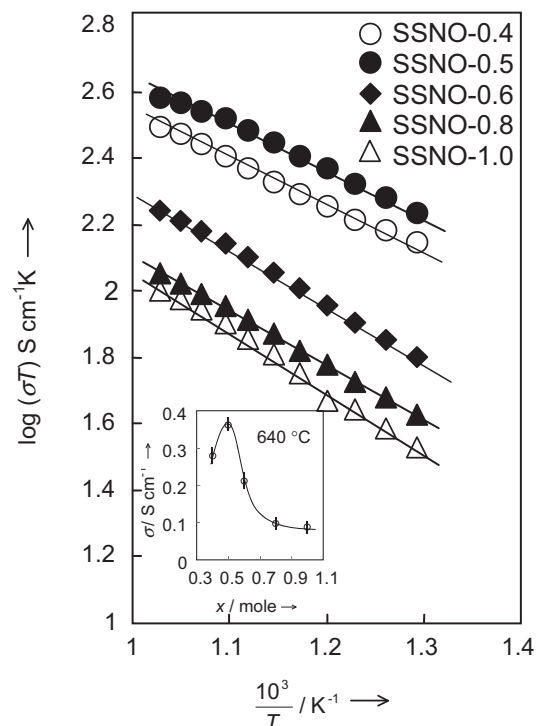 2.8
2.6
2.4
2.2
2
1.8
1.6
1.4
1.2
1
log (σT) S cm⁻¹K ⟶
SSNO-0.4
SSNO-0.5
SSNO-0.6
SSNO-0.8
SSNO-1.0
640 °C
0.4
0.3
0.2
0.1
0
σ/ S cm⁻¹ →
0.3 0.5 0.7 0.9 1.1
x / mole →
1 1.1 1.2 1.3 1.4
10³/T / K⁻¹ ⟶